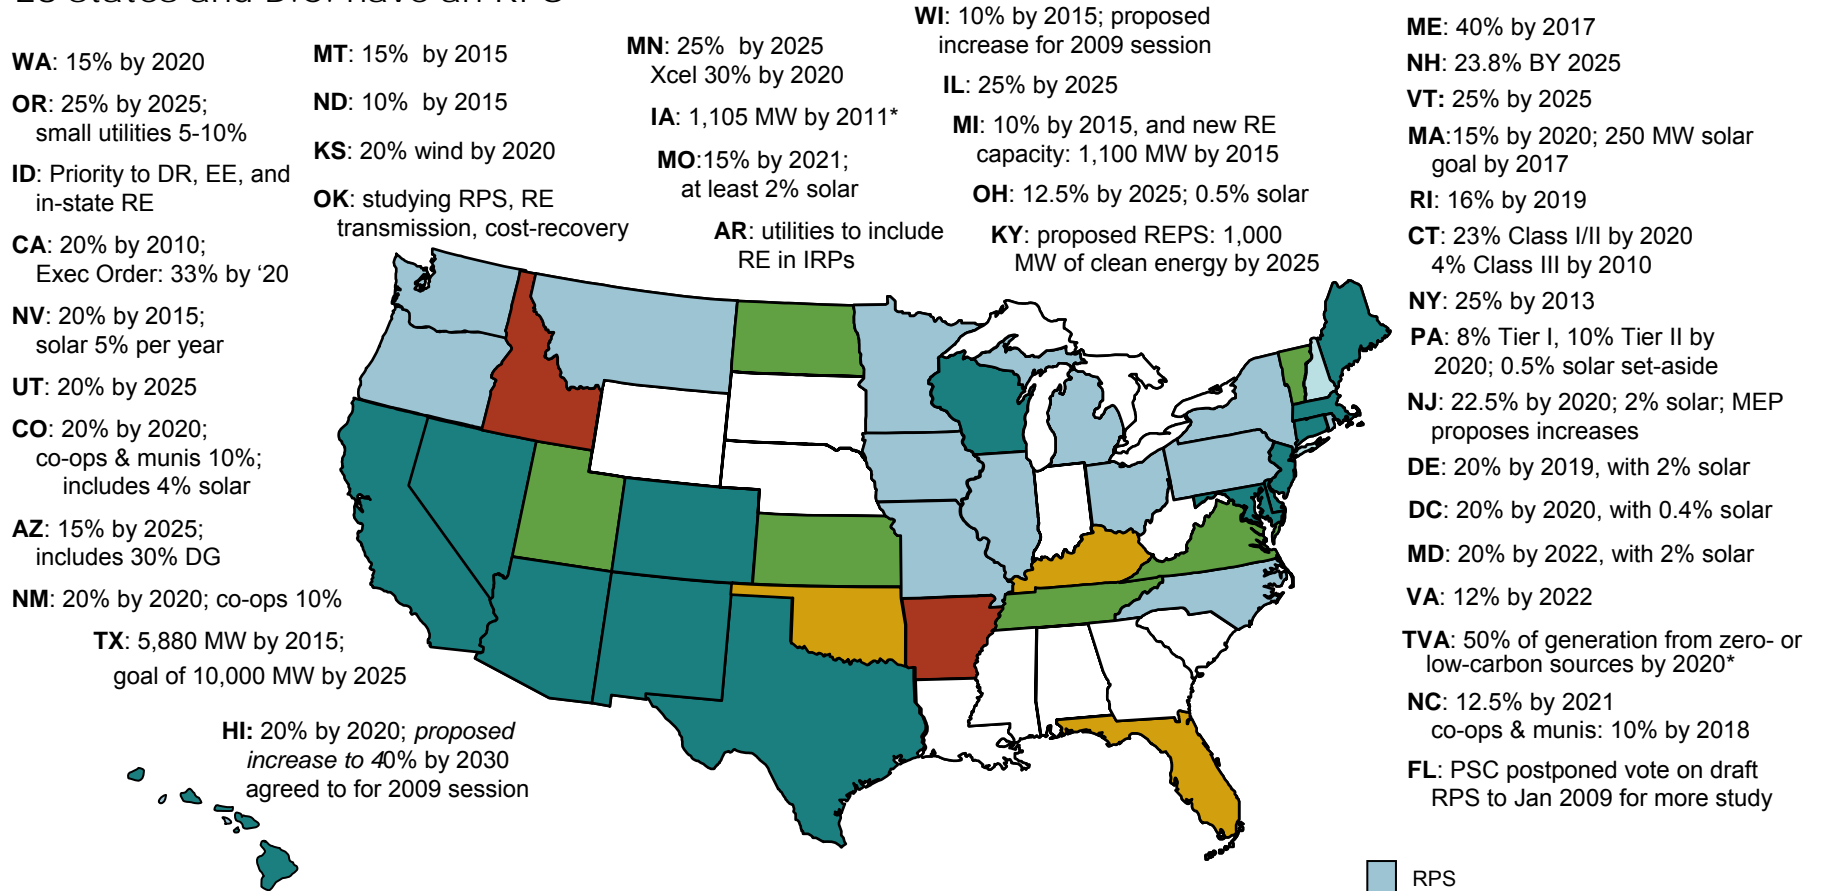 28 States and D.C. have an RPS
WA: 15% by 2020
OR: 25% by 2025;
small utilities 5-10%
ID: Priority to DR, EE, and
in-state RE
CA: 20% by 2010;
Exec Order: 33% by ‘20
NV: 20% by 2015;
solar 5% per year
UT: 20% by 2025
CO: 20% by 2020;
co-ops & munis 10%;
includes 4% solar
AZ: 15% by 2025;
includes 30% DG
NM: 20% by 2020; co-ops 10%
TX: 5,880 MW by 2015;
goal of 10,000 MW by 2025
HI: 20% by 2020; proposed
increase to 40% by 2030
agreed to for 2009 session
MT: 15% by 2015
ND: 10% by 2015
KS: 20% wind by 2020
OK: studying RPS, RE
transmission, cost-recovery
MN: 25% by 2025
Xcel 30% by 2020
IA: 1,105 MW by 2011*
MO:15% by 2021;
at least 2% solar
AR: utilities to include
RE in IRPs
WI: 10% by 2015; proposed
increase for 2009 session
IL: 25% by 2025
MI: 10% by 2015, and new RE
capacity: 1,100 MW by 2015
OH: 12.5% by 2025; 0.5% solar
KY: proposed REPS: 1,000
MW of clean energy by 2025
ME: 40% by 2017
NH: 23.8% BY 2025
VT: 25% by 2025
MA:15% by 2020; 250 MW solar
goal by 2017
RI: 16% by 2019
CT: 23% Class I/II by 2020
4% Class III by 2010
NY: 25% by 2013
PA: 8% Tier I, 10% Tier II by
2020; 0.5% solar set-aside
NJ: 22.5% by 2020; 2% solar; MEP
proposes increases
DE: 20% by 2019, with 2% solar
DC: 20% by 2020, with 0.4% solar
MD: 20% by 2022, with 2% solar
VA: 12% by 2022
TVA: 50% of generation from zero- or
low-carbon sources by 2020*
NC: 12.5% by 2021
co-ops & munis: 10% by 2018
FL: PSC postponed vote on draft
RPS to Jan 2009 for more study
RPS